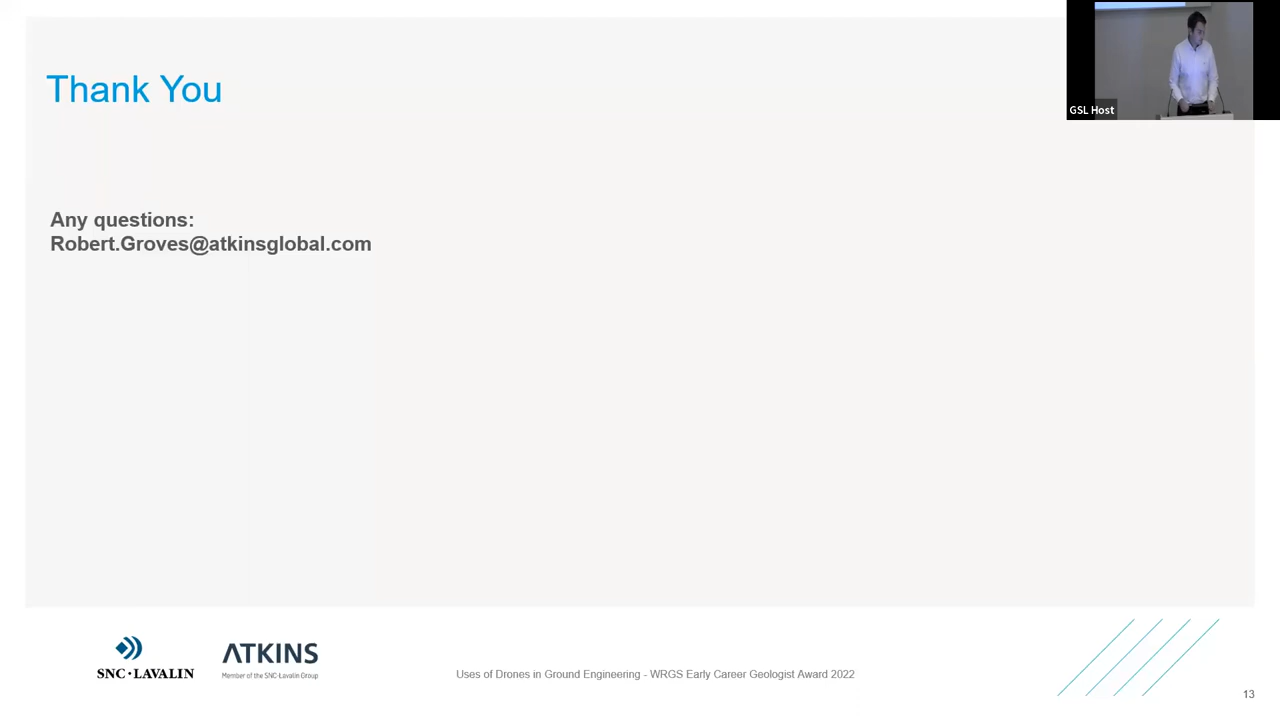 Thank You
GSL Host
Any questions:
Robert.Groves@atkinsglobal.com
SNC•LAVALIN
ATKINS
Member of the SNC-Lavalin Group
Uses of Drones in Ground Engineering - WRGS Early Career Geologist Award 2022
13